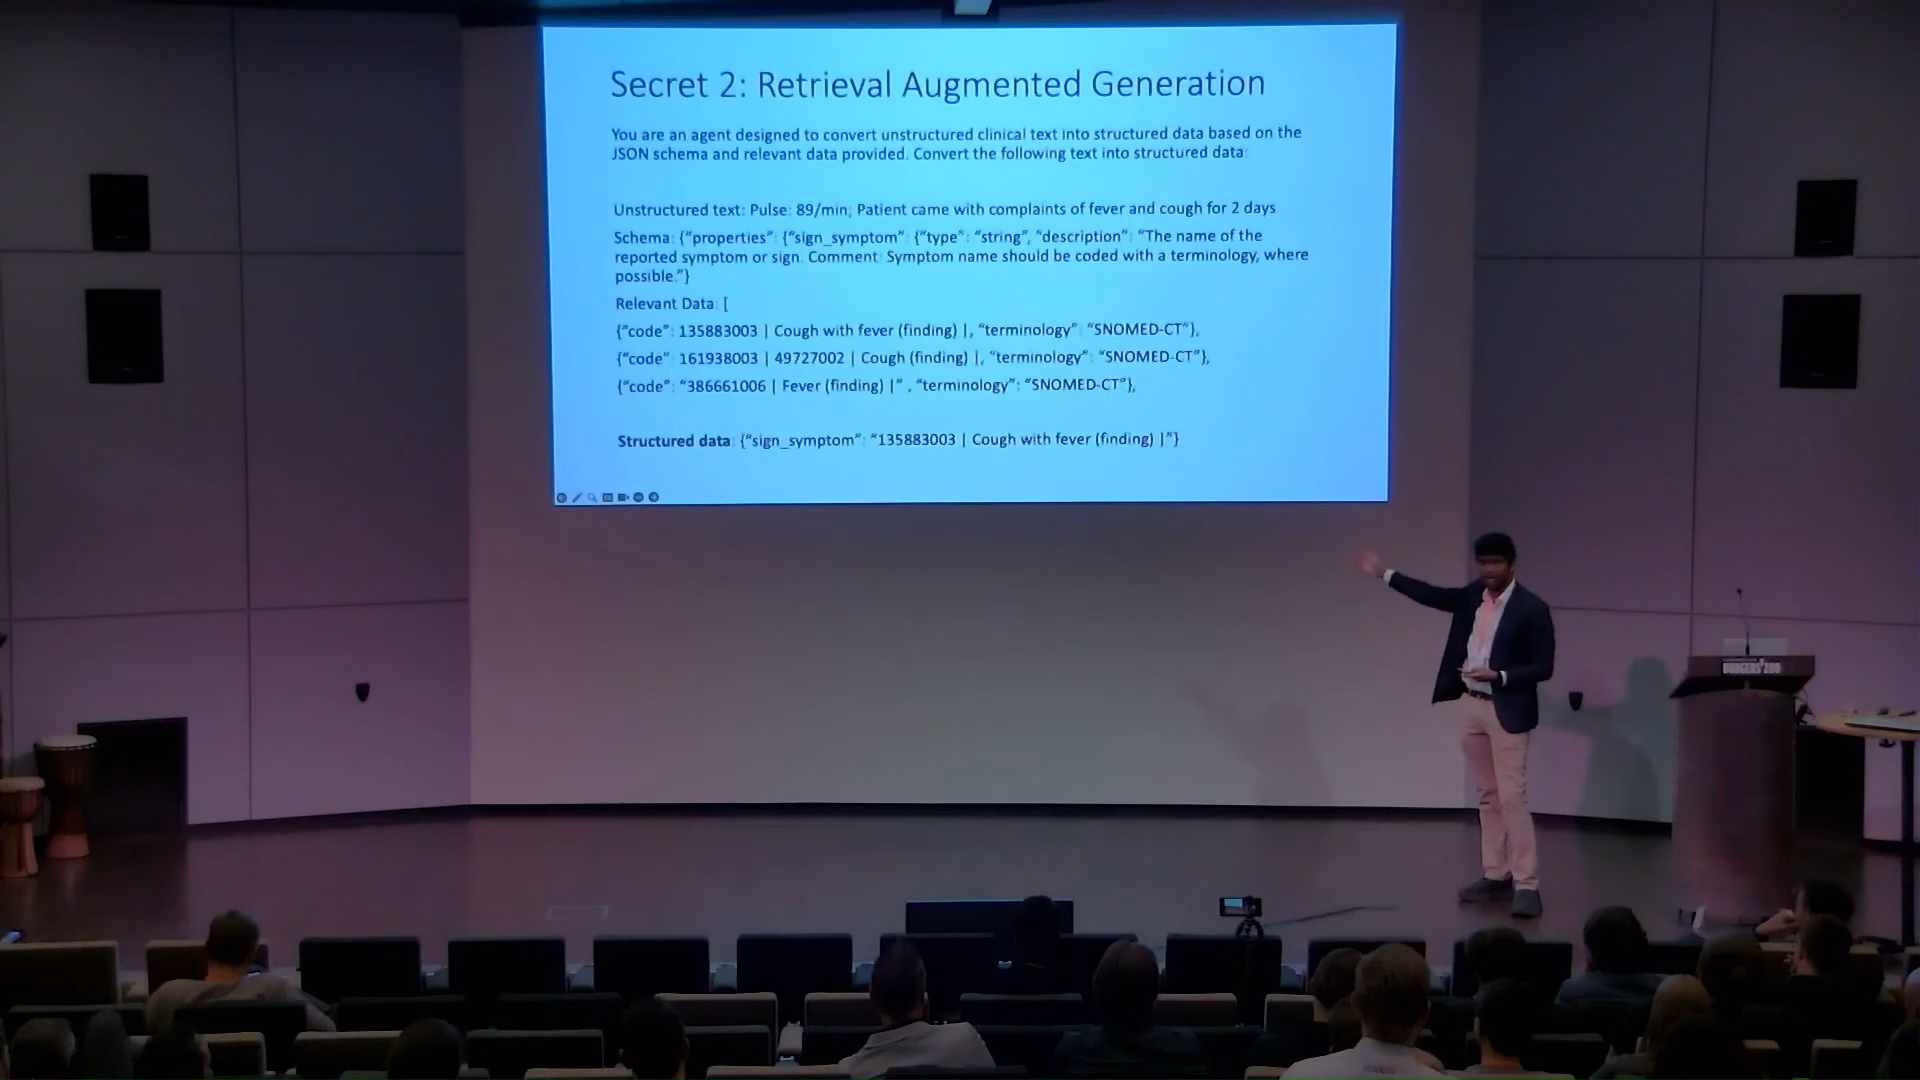 Secret 2: Retrieval Augmented Generation
You are an agent designed to convert unstructured clinical text into structured data based on the
JSON schema and relevant data provided. Convert the following text into structured data:
Unstructured text: Pulse: 89/min; Patient came with complaints of fever and cough for 2 days
Schema: {“properties”: {“sign_symptom”: {“type”: “string”, “description”: “The name of the
reported symptom or sign. Comment: Symptom name should be coded with a terminology, where
possible.”}
Relevant Data: [
{“code”: 135883003 | Cough with fever (finding) |, “terminology”: “SNOMED-CT”},
{“code”: 161938003 | 49727002 | Cough (finding) |, “terminology”: “SNOMED-CT”},
{“code”: “386661006 | Fever (finding) |” , “terminology”: “SNOMED-CT”},
Structured data: {“sign_symptom”: “135883003 | Cough with fever (finding) |”}
BURGERS' ZOO